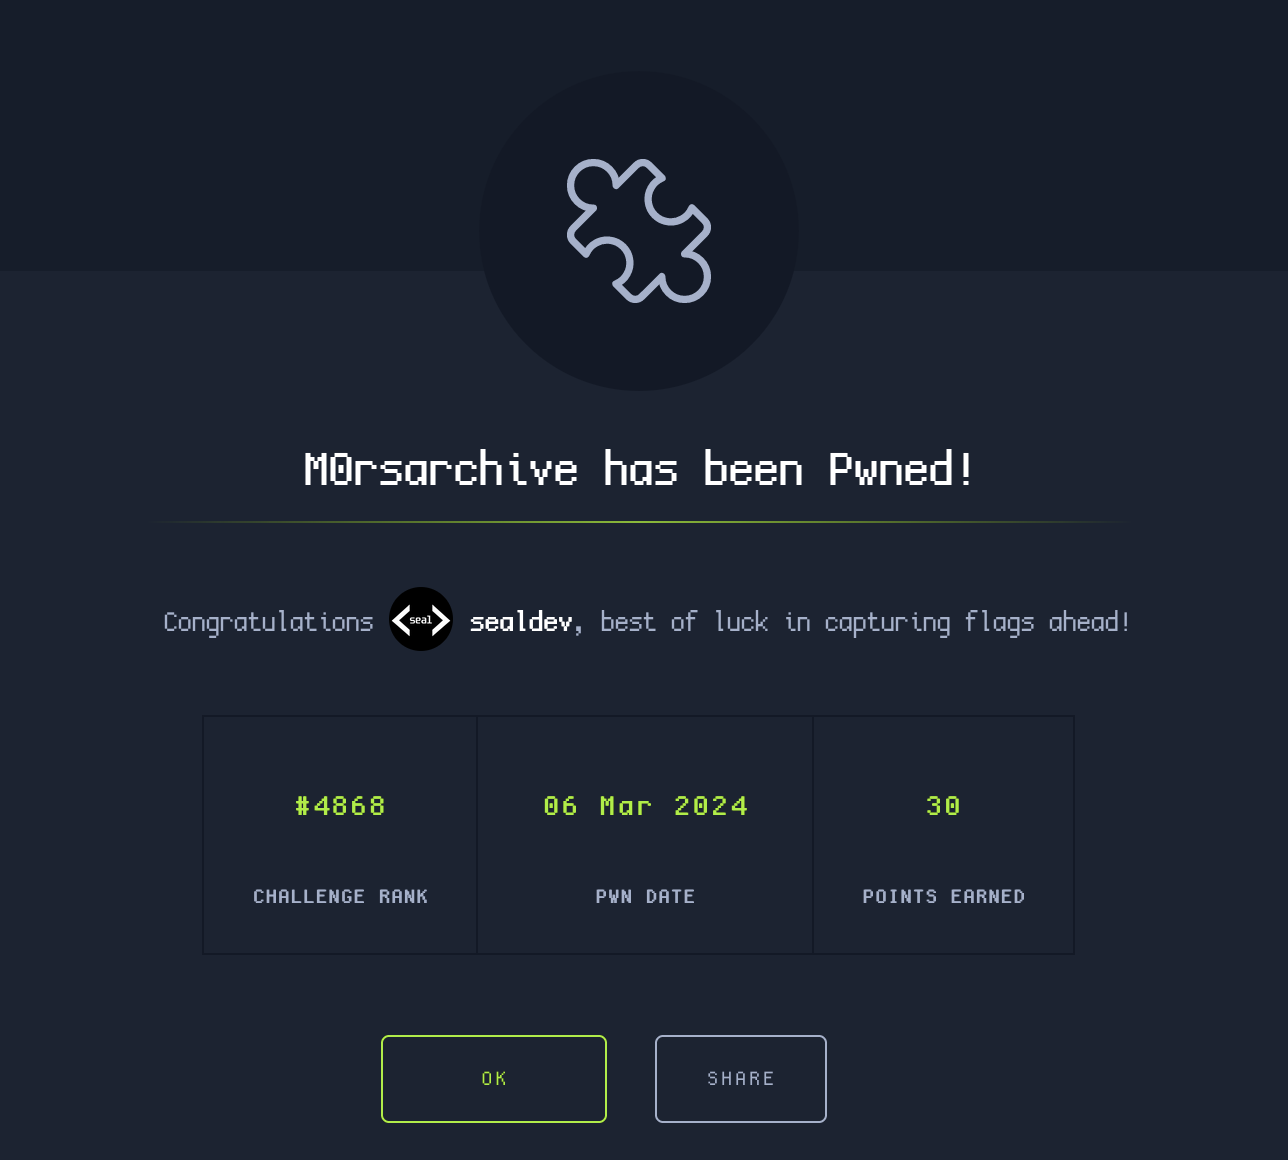 M0rsarchive has been Pwned!
Congratulations <seal> sealdev, best of luck in capturing flags ahead!
#4868 06 Mar 2024 30
CHALLENGE RANK PWN DATE POINTS EARNED
OK SHARE